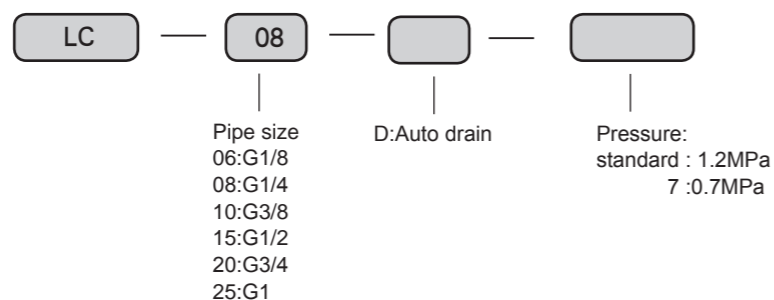 LC — 08 — —
Pipe size
06:G1/8
08:G1/4
10:G3/8
15:G1/2
20:G3/4
25:G1
D:Auto drain
Pressure:
standard : 1.2MPa
7 :0.7MPa